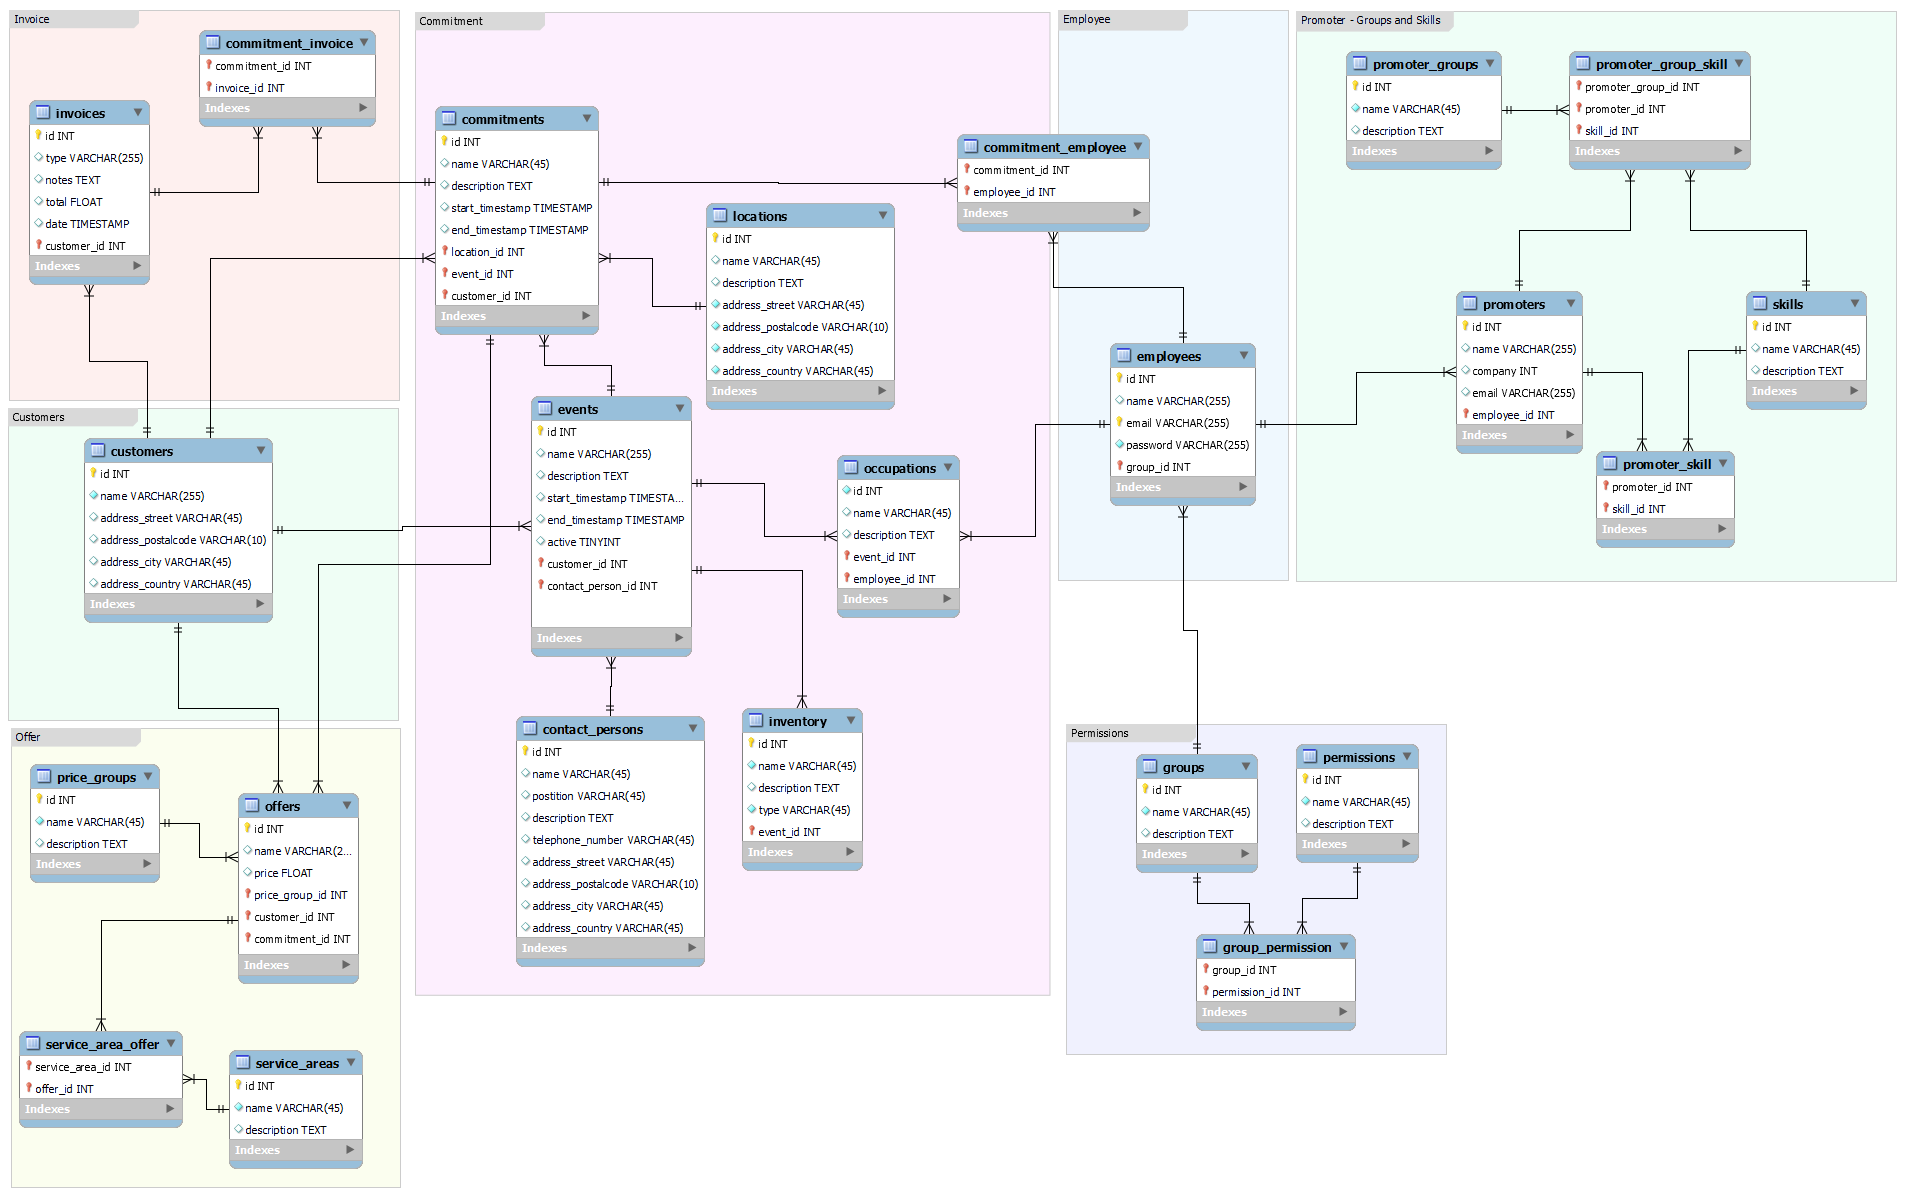 Invoice
commitment_invoice
commitment_id INT
invoice_id INT
Indexes
invoices
id INT
type VARCHAR(255)
notes TEXT
total FLOAT
date TIMESTAMP
customer_id INT
Indexes
Customers
customers
id INT
name VARCHAR(255)
address_street VARCHAR(45)
address_postalcode VARCHAR(10)
address_city VARCHAR(45)
address_country VARCHAR(45)
Indexes
Offer
price_groups
id INT
name VARCHAR(45)
description TEXT
Indexes
offers
id INT
name VARCHAR(2...
price FLOAT
price_group_id INT
customer_id INT
commitment_id INT
Indexes
service_area_offer
service_area_id INT
offer_id INT
Indexes
service_areas
id INT
name VARCHAR(45)
description TEXT
Indexes
Commitment
commitments
id INT
name VARCHAR(45)
description TEXT
start_timestamp TIMESTAMP
end_timestamp TIMESTAMP
location_id INT
event_id INT
customer_id INT
Indexes
locations
id INT
name VARCHAR(45)
description TEXT
address_street VARCHAR(45)
address_postalcode VARCHAR(10)
address_city VARCHAR(45)
address_country VARCHAR(45)
Indexes
commitment_employee
commitment_id INT
employee_id INT
Indexes
events
id INT
name VARCHAR(255)
description TEXT
start_timestamp TIMESTA...
end_timestamp TIMESTAMP
active TINYINT
customer_id INT
contact_person_id INT
Indexes
occupations
id INT
name VARCHAR(45)
description TEXT
event_id INT
employee_id INT
Indexes
contact_persons
id INT
name VARCHAR(45)
postition VARCHAR(45)
description TEXT
telephone_number VARCHAR(45)
address_street VARCHAR(45)
address_postalcode VARCHAR(10)
address_city VARCHAR(45)
address_country VARCHAR(45)
Indexes
inventory
id INT
name VARCHAR(45)
description TEXT
type VARCHAR(45)
event_id INT
Indexes
Employee
employees
id INT
name VARCHAR(255)
email VARCHAR(255)
password VARCHAR(255)
group_id INT
Indexes
Promoter - Groups and Skills
promoter_groups
id INT
name VARCHAR(45)
description TEXT
Indexes
promoter_group_skill
promoter_group_id INT
promoter_id INT
skill_id INT
Indexes
promoters
id INT
name VARCHAR(255)
company INT
email VARCHAR(255)
employee_id INT
Indexes
skills
id INT
name VARCHAR(45)
description TEXT
Indexes
promoter_skill
promoter_id INT
skill_id INT
Indexes
Permissions
groups
id INT
name VARCHAR(45)
description TEXT
Indexes
permissions
id INT
name VARCHAR(45)
description TEXT
Indexes
group_permission
group_id INT
permission_id INT
Indexes